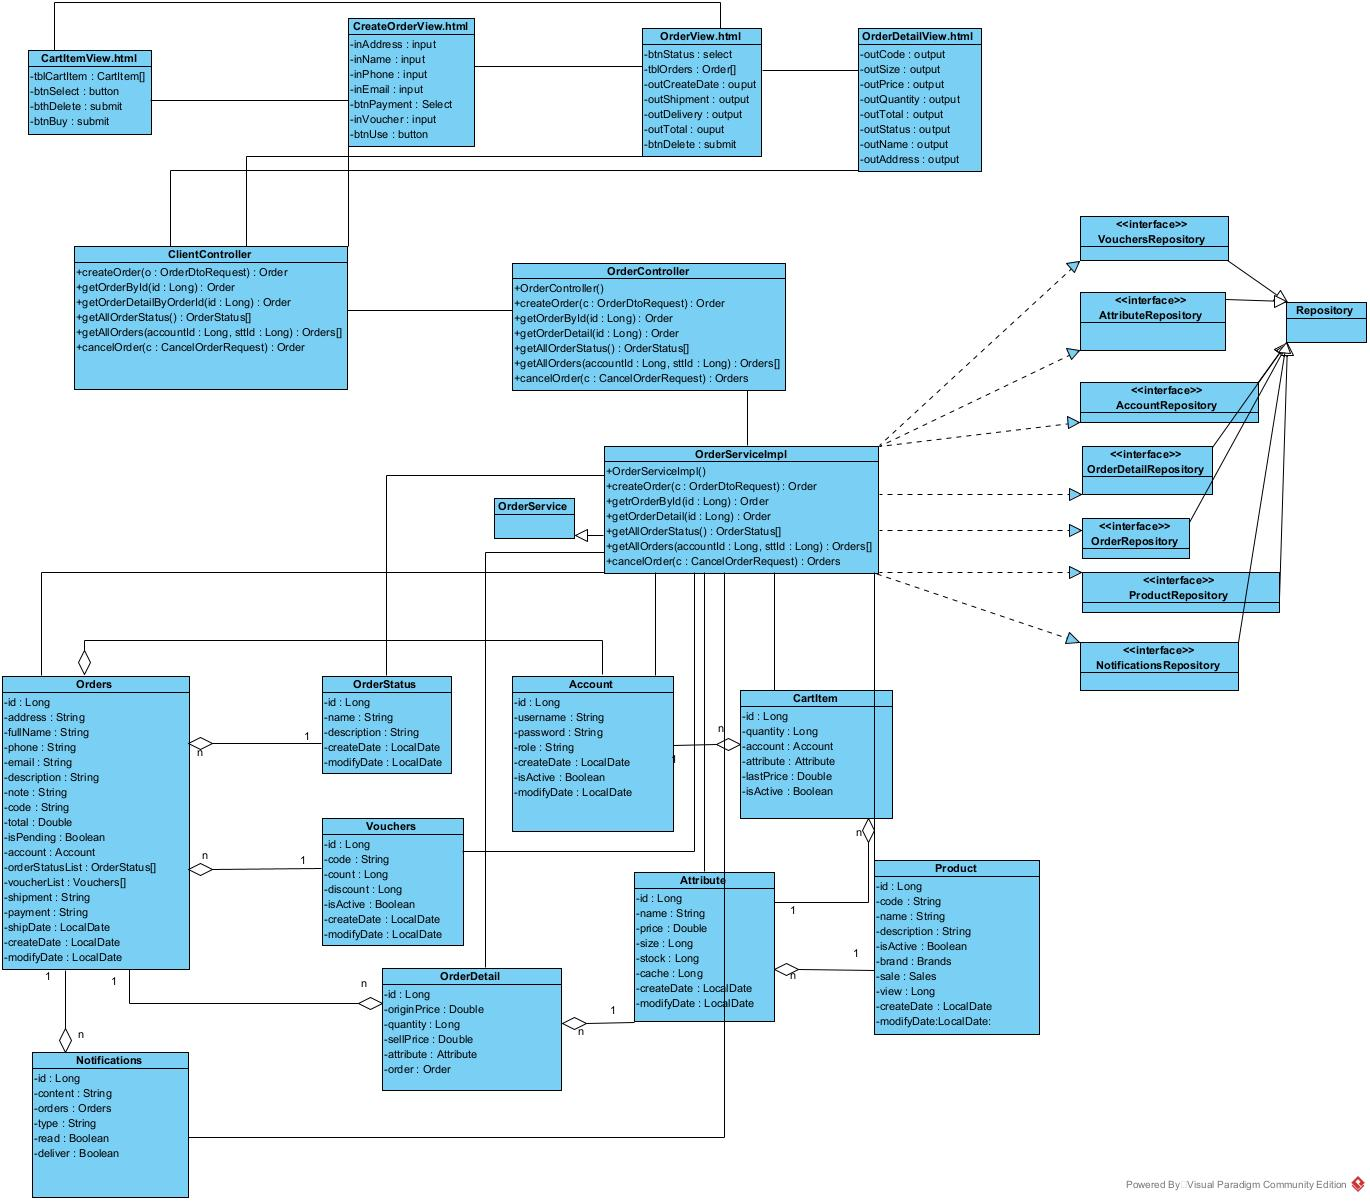 CartItemView.html
-tblCartItem : CartItem[]
-btnSelect : button
-bthDelete : submit
-btnBuy : submit
CreateOrderView.html
-inAddress : input
-inName : input
-inPhone : input
-inEmail : input
-btnPayment : Select
-inVoucher : input
-btnUse : button
OrderView.html
-btnStatus : select
-tblOrders : Order[]
-outCreateDate : ouput
-outShipment : output
-outDelivery : output
-outTotal : ouput
-btnDelete : submit
OrderDetailView.html
-outCode : output
-outSize : output
-outPrice : output
-outQuantity : output
-outTotal : output
-outStatus : output
-outName : output
-outAddress : output
ClientController
+createOrder(o : OrderDtoRequest) : Order
+getOrderById(id : Long) : Order
+getOrderDetailByOrderId(id : Long) : Order
+getAllOrderStatus() : OrderStatus[]
+getAllOrders(accountId : Long, sttId : Long) : Orders[]
+cancelOrder(c : CancelOrderRequest) : Order
OrderController
+OrderController()
+createOrder(c : OrderDtoRequest) : Order
+getOrderById(id : Long) : Order
+getOrderDetail(id : Long) : Order
+getAllOrderStatus() : OrderStatus[]
+getAllOrders(accountId : Long, sttId : Long) : Orders[]
+cancelOrder(c : CancelOrderRequest) : Orders
<<interface>>
VouchersRepository
<<interface>>
AttributeRepository
Repository
<<interface>>
AccountRepository
<<interface>>
OrderDetailRepository
<<interface>>
OrderRepository
<<interface>>
ProductRepository
<<interface>>
NotificationsRepository
OrderServiceImpl
+OrderServiceImpl()
+createOrder(c : OrderDtoRequest) : Order
+getrOrderById(id : Long) : Order
+getOrderDetail(id : Long) : Order
+getAllOrderStatus() : OrderStatus[]
+getAllOrders(accountId : Long, sttId : Long) : Orders[]
+cancelOrder(c : CancelOrderRequest) : Orders
OrderService
Orders
-id : Long
-address : String
-fullName : String
-phone : String
-email : String
-description : String
-note : String
-code : String
-total : Double
-isPending : Boolean
-account : Account
-orderStatusList : OrderStatus[]
-voucherList : Vouchers[]
-shipment : String
-payment : String
-shipDate : LocalDate
-createDate : LocalDate
-modifyDate : LocalDate
n
1
OrderStatus
-id : Long
-name : String
-description : String
-createDate : LocalDate
-modifyDate : LocalDate
Account
-id : Long
-username : String
-password : String
-role : String
-createDate : LocalDate
-isActive : Boolean
-modifyDate : LocalDate
1
n
CartItem
-id : Long
-quantity : Long
-account : Account
-attribute : Attribute
-lastPrice : Double
-isActive : Boolean
n
1
n
1
Vouchers
-id : Long
-code : String
-count : Long
-discount : Long
-isActive : Boolean
-createDate : LocalDate
-modifyDate : LocalDate
Attribute
-id : Long
-name : String
-price : Double
-size : Long
-stock : Long
-cache : Long
-createDate : LocalDate
-modifyDate : LocalDate
1
n
Product
-id : Long
-code : String
-name : String
-description : String
-isActive : Boolean
-brand : Brands
-sale : Sales
-view : Long
-createDate : LocalDate
-modifyDate:LocalDate:
1
1
n
n
OrderDetail
-id : Long
-originPrice : Double
-quantity : Long
-sellPrice : Double
-attribute : Attribute
-order : Order
1
n
Notifications
-id : Long
-content : String
-orders : Orders
-type : String
-read : Boolean
-deliver : Boolean
Powered By Visual Paradigm Community Edition